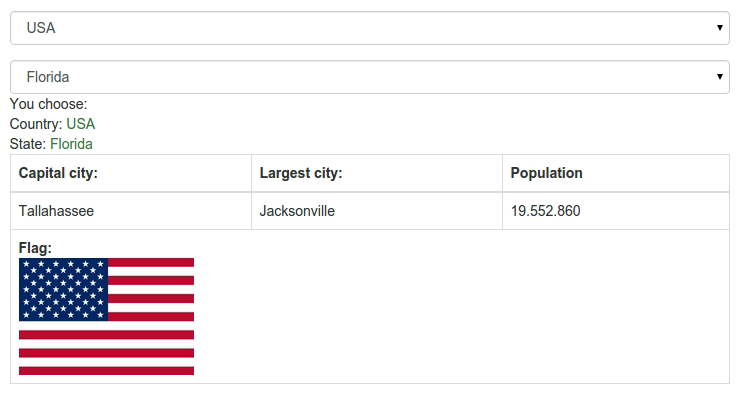 USA
Florida
You choose:
Country: USA
State: Florida
Capital city: Largest city: Population
Tallahassee Jacksonville 19.552.860
Flag: